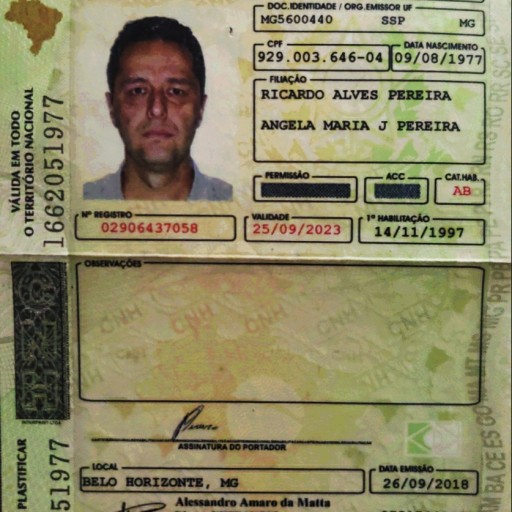 DOC. IDENTIDADE / ORG. EMISSOR UF
MG5600440 SSP MG
CPF DATA NASCIMENTO
929.003.646-04 09/08/1977
FILIAÇÃO
RICARDO ALVES PEREIRA
ANGELA MARIA J PEREIRA
PERMISSÃO ACC CAT.HAB.
AB
Nº REGISTRO VALIDADE 1ª HABILITAÇÃO
02906437058 25/09/2023 14/11/1997
VÁLIDA EM TODO
O TERRITÓRIO NACIONAL
1662051977
OBSERVAÇÕES
CNH CNH CNH CNH
ASSINATURA DO PORTADOR
LOCAL DATA EMISSÃO
BELO HORIZONTE, MG 26/09/2018
Alessandro Amaro da Matta
PLASTIFICAR
51977